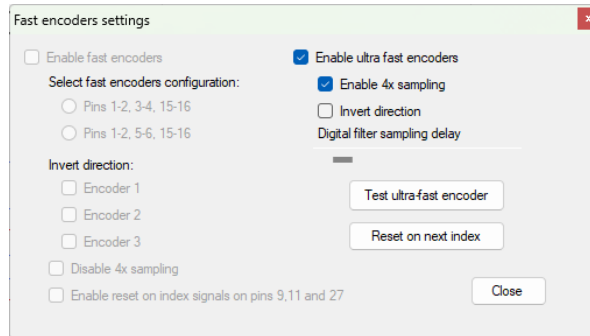 Fast encoders settings
Enable fast encoders
Select fast encoders configuration:
Pins 1-2, 3-4, 15-16
Pins 1-2, 5-6, 15-16
Invert direction:
Encoder 1
Encoder 2
Encoder 3
Disable 4x sampling
Enable reset on index signals on pins 9,11 and 27
Enable ultra fast encoders
Enable 4x sampling
Invert direction
Digital filter sampling delay
Test ultra-fast encoder
Reset on next index
Close